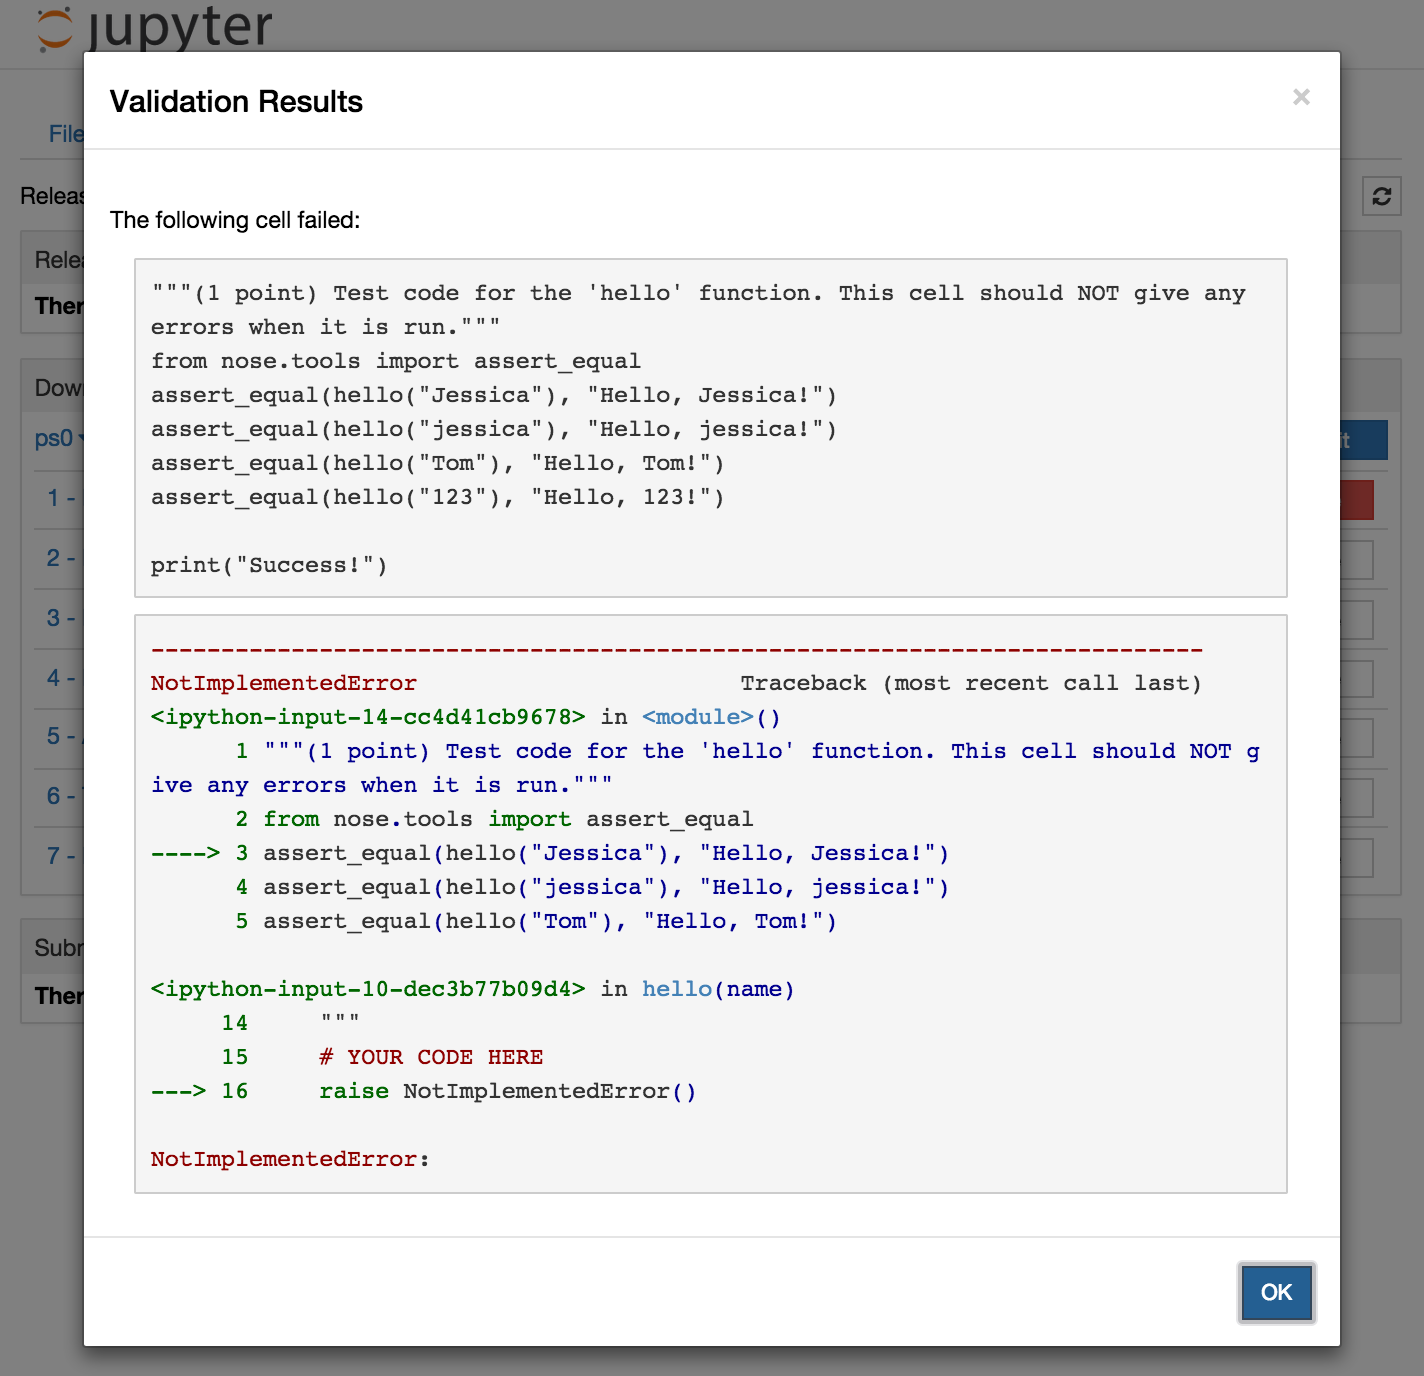 jupyter
Validation Results
×
File
Releas
The following cell failed:
Relea
Ther
"""(1 point) Test code for the 'hello' function. This cell should NOT give any
errors when it is run."""
from nose.tools import assert_equal
assert_equal(hello("Jessica"), "Hello, Jessica!")
assert_equal(hello("jessica"), "Hello, jessica!")
assert_equal(hello("Tom"), "Hello, Tom!")
assert_equal(hello("123"), "Hello, 123!")
print("Success!")
Down
ps0
it
1 -
2 -
3 -
4 -
5 -
6 -
7 -
Subm
Ther
---------------------------------------------------------------------------
NotImplementedError                       Traceback (most recent call last)
<ipython-input-14-cc4d41cb9678> in <module>()
      1 """(1 point) Test code for the 'hello' function. This cell should NOT g
ive any errors when it is run."""
      2 from nose.tools import assert_equal
----> 3 assert_equal(hello("Jessica"), "Hello, Jessica!")
      4 assert_equal(hello("jessica"), "Hello, jessica!")
      5 assert_equal(hello("Tom"), "Hello, Tom!")
<ipython-input-10-dec3b77b09d4> in hello(name)
     14     """
     15     # YOUR CODE HERE
---> 16     raise NotImplementedError()
NotImplementedError:
OK